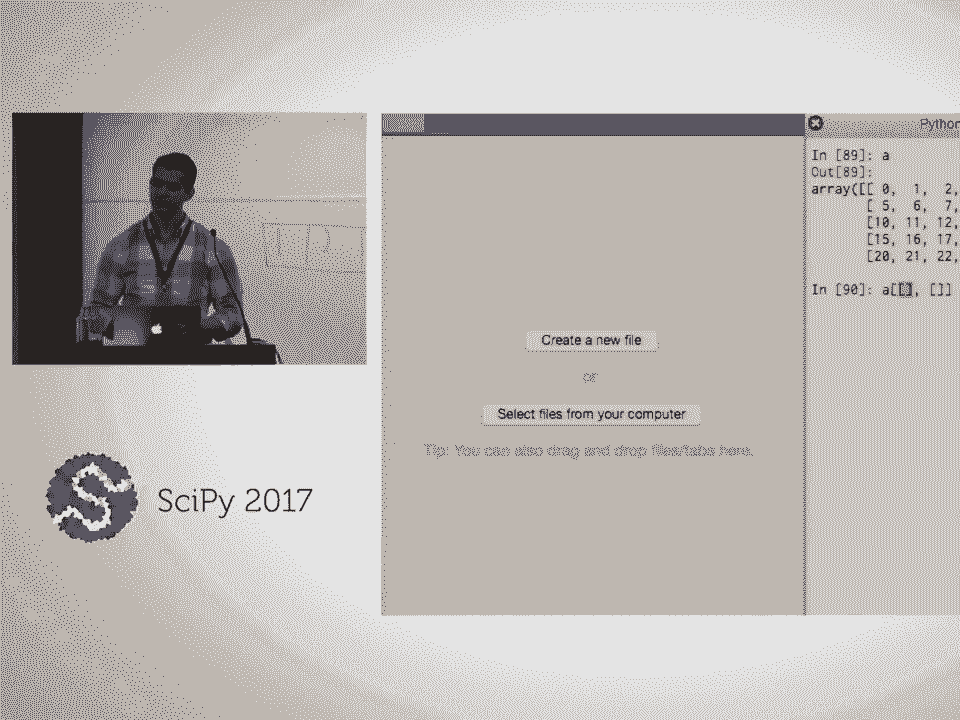 SciPy 2017
Create a new file
or
Select files from your computer
Tip: You can also drag and drop files/tabs here.
Python
In [89]: a
Out[89]:
array([[ 0, 1, 2,
[ 5, 6, 7,
[10, 11, 12,
[15, 16, 17,
[20, 21, 22,
In [90]: a[[], []]